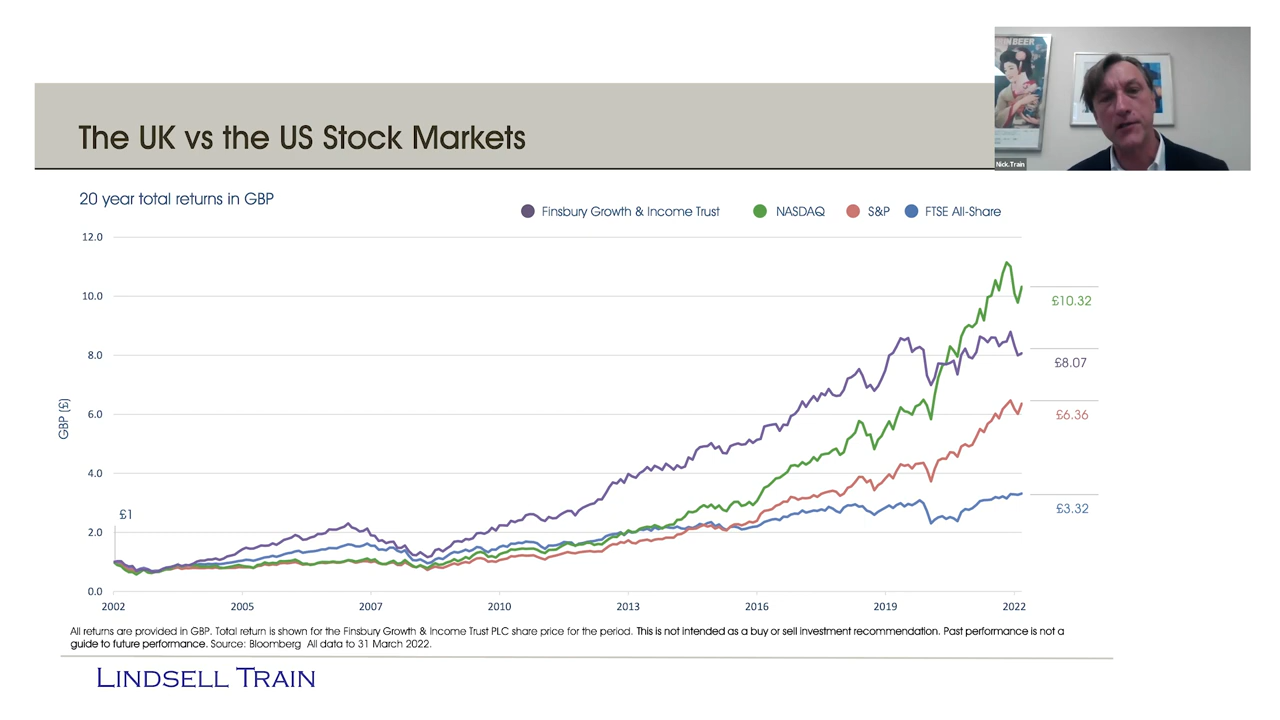 The UK vs the US Stock Markets
BEER
Nick.Train
20 year total returns in GBP
Finsbury Growth & Income Trust
NASDAQ
S&P
FTSE All-Share
GBP (£)
12.0
10.0
8.0
6.0
4.0
2.0
0.0
£1
£10.32
£8.07
£6.36
£3.32
2002
2005
2007
2010
2013
2016
2019
2022
All returns are provided in GBP. Total return is shown for the Finsbury Growth & Income Trust PLC share price for the period. This is not intended as a buy or sell investment recommendation. Past performance is not a
guide to future performance. Source: Bloomberg All data to 31 March 2022.
LINDSELL TRAIN